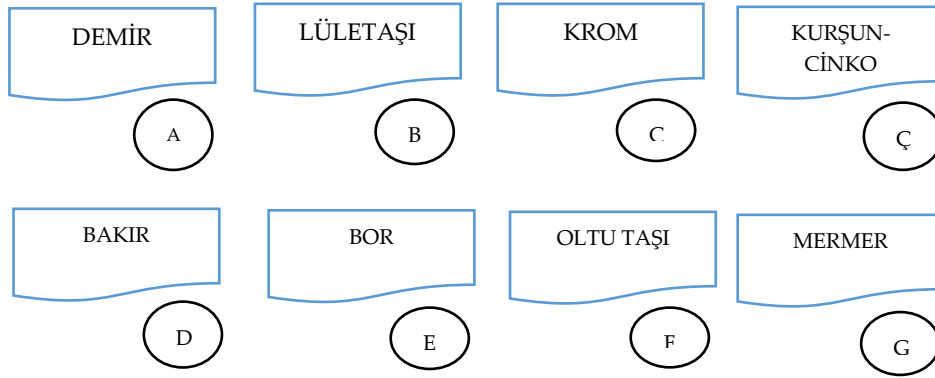 DEMİR
LÜLETAŞI
KROM
KURŞUN-
CİNKO
A
B
C
Ç
BAKIR
BOR
OLTU TAŞI
MERMER
D
E
F
G